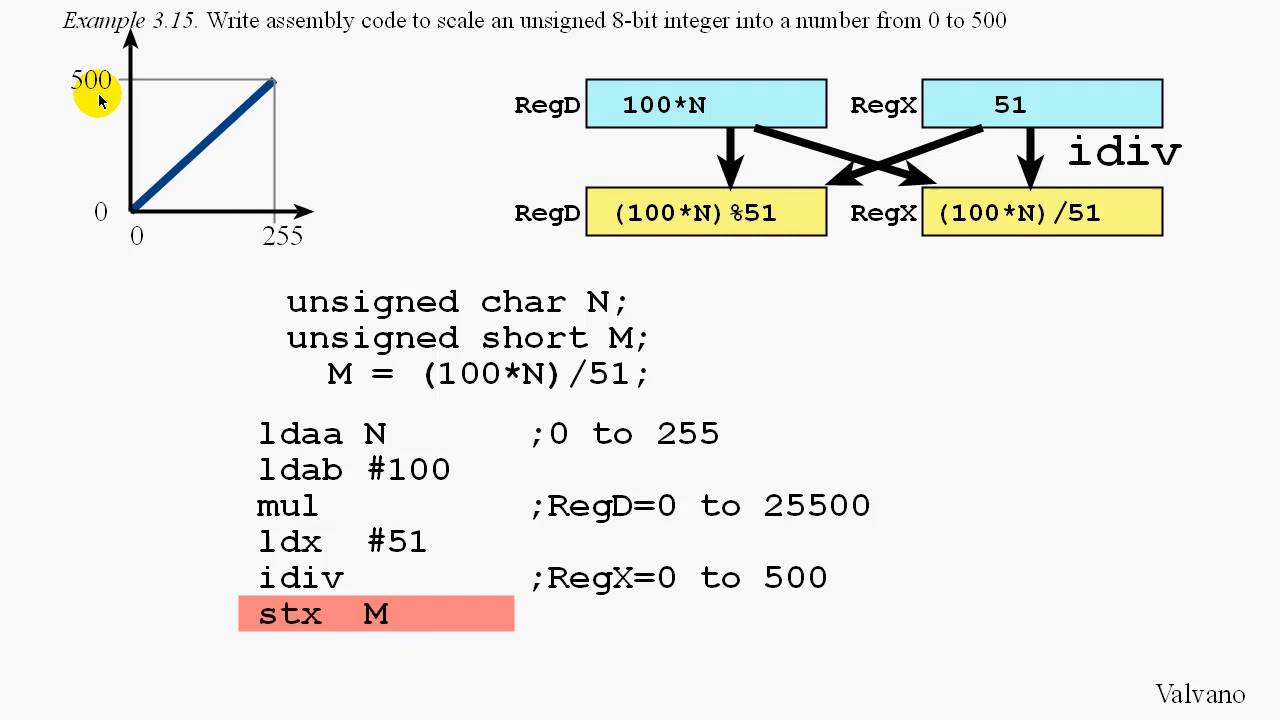 Example 3.15. Write assembly code to scale an unsigned 8-bit integer into a number from 0 to 500
500
0
0 255
RegD 100*N RegX 51
idiv
RegD (100*N)%51 RegX (100*N)/51
unsigned char N;
unsigned short M;
M = (100*N)/51;
ldaa N ;0 to 255
ldab #100
mul ;RegD=0 to 25500
ldx #51
idiv ;RegX=0 to 500
stx M
Valvano